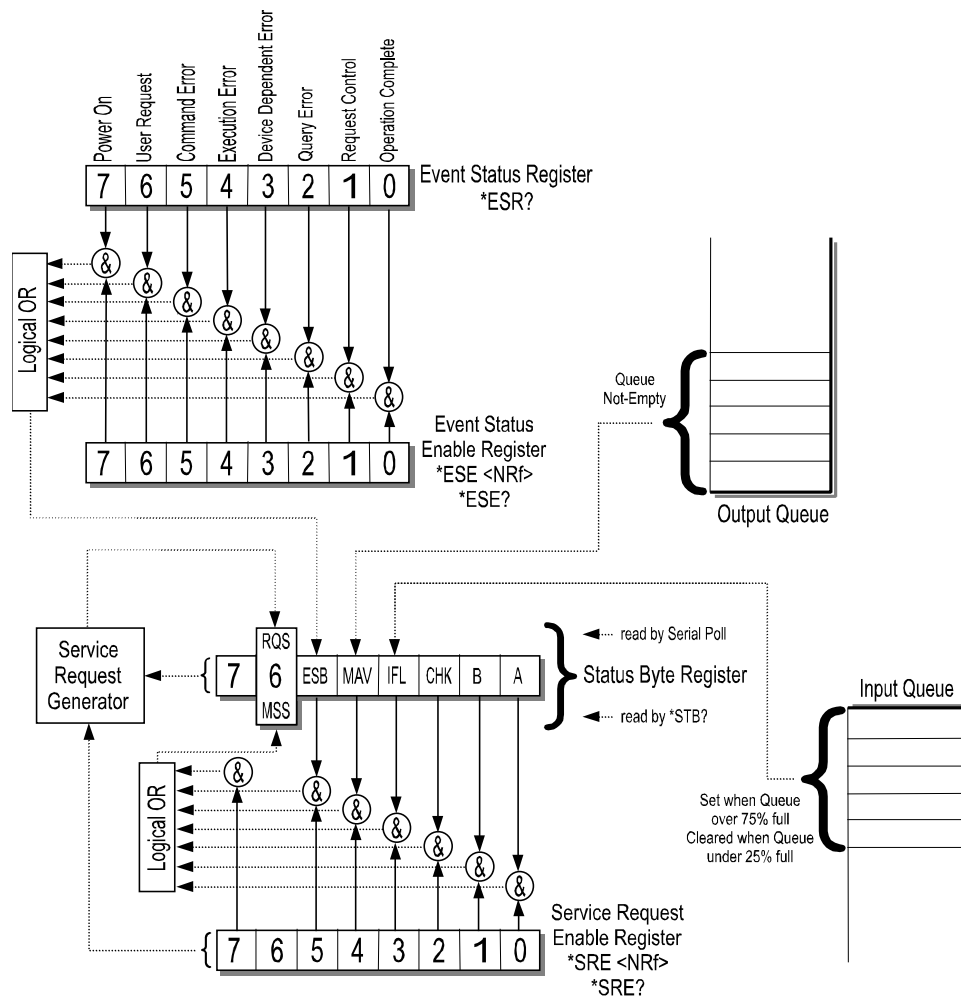 Power On
User Request
Command Error
Execution Error
Device Dependent Error
Query Error
Request Control
Operation Complete
7 6 5 4 3 2 1 0
Event Status Register
*ESR?
& & & & & & & &
Logical OR
Event Status
Enable Register
*ESE <NRf>
*ESE?
7 6 5 4 3 2 1 0
Queue
Not-Empty
Output Queue
Service
Request
Generator
RQS
7 6 ESB MAV IFL CHK B A
MSS
read by Serial Poll
Status Byte Register
read by *STB?
Input Queue
Set when Queue
over 75% full
Cleared when Queue
under 25% full
& & & & & & &
Logical OR
Service Request
Enable Register
*SRE <NRf>
*SRE?
7 6 5 4 3 2 1 0